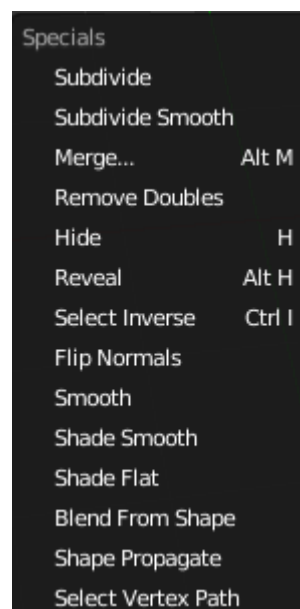 Specials
Subdivide
Subdivide Smooth
Merge... Alt M
Remove Doubles
Hide H
Reveal Alt H
Select Inverse Ctrl I
Flip Normals
Smooth
Shade Smooth
Shade Flat
Blend From Shape
Shape Propagate
Select Vertex Path